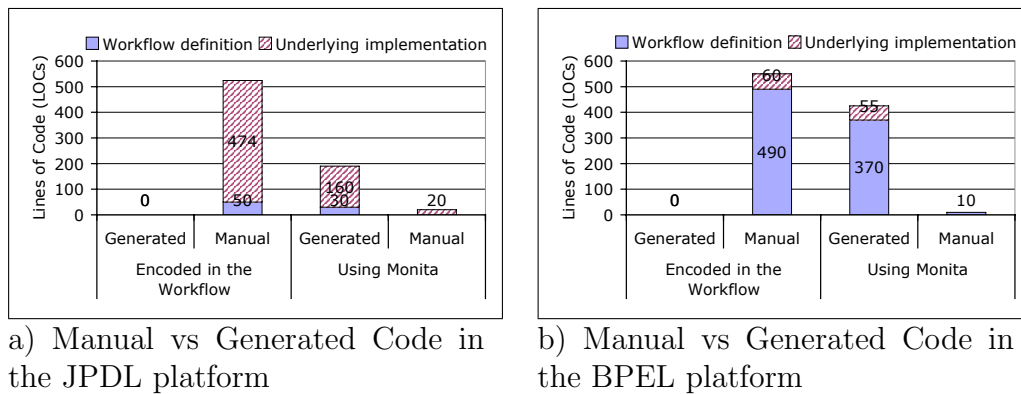 Workflow definition Underlying implementation
Lines of Code (LOCs)
600
500
400
300
200
100
0
0
474
50
160
30
20
Generated Manual Generated Manual
Encoded in the Workflow
Using Monita
a) Manual vs Generated Code in
the JPDL platform
Workflow definition Underlying implementation
Lines of Code (LOCs)
600
500
400
300
200
100
0
0
60
490
55
370
10
Generated Manual Generated Manual
Encoded in the Workflow
Using Monita
b) Manual vs Generated Code in
the BPEL platform